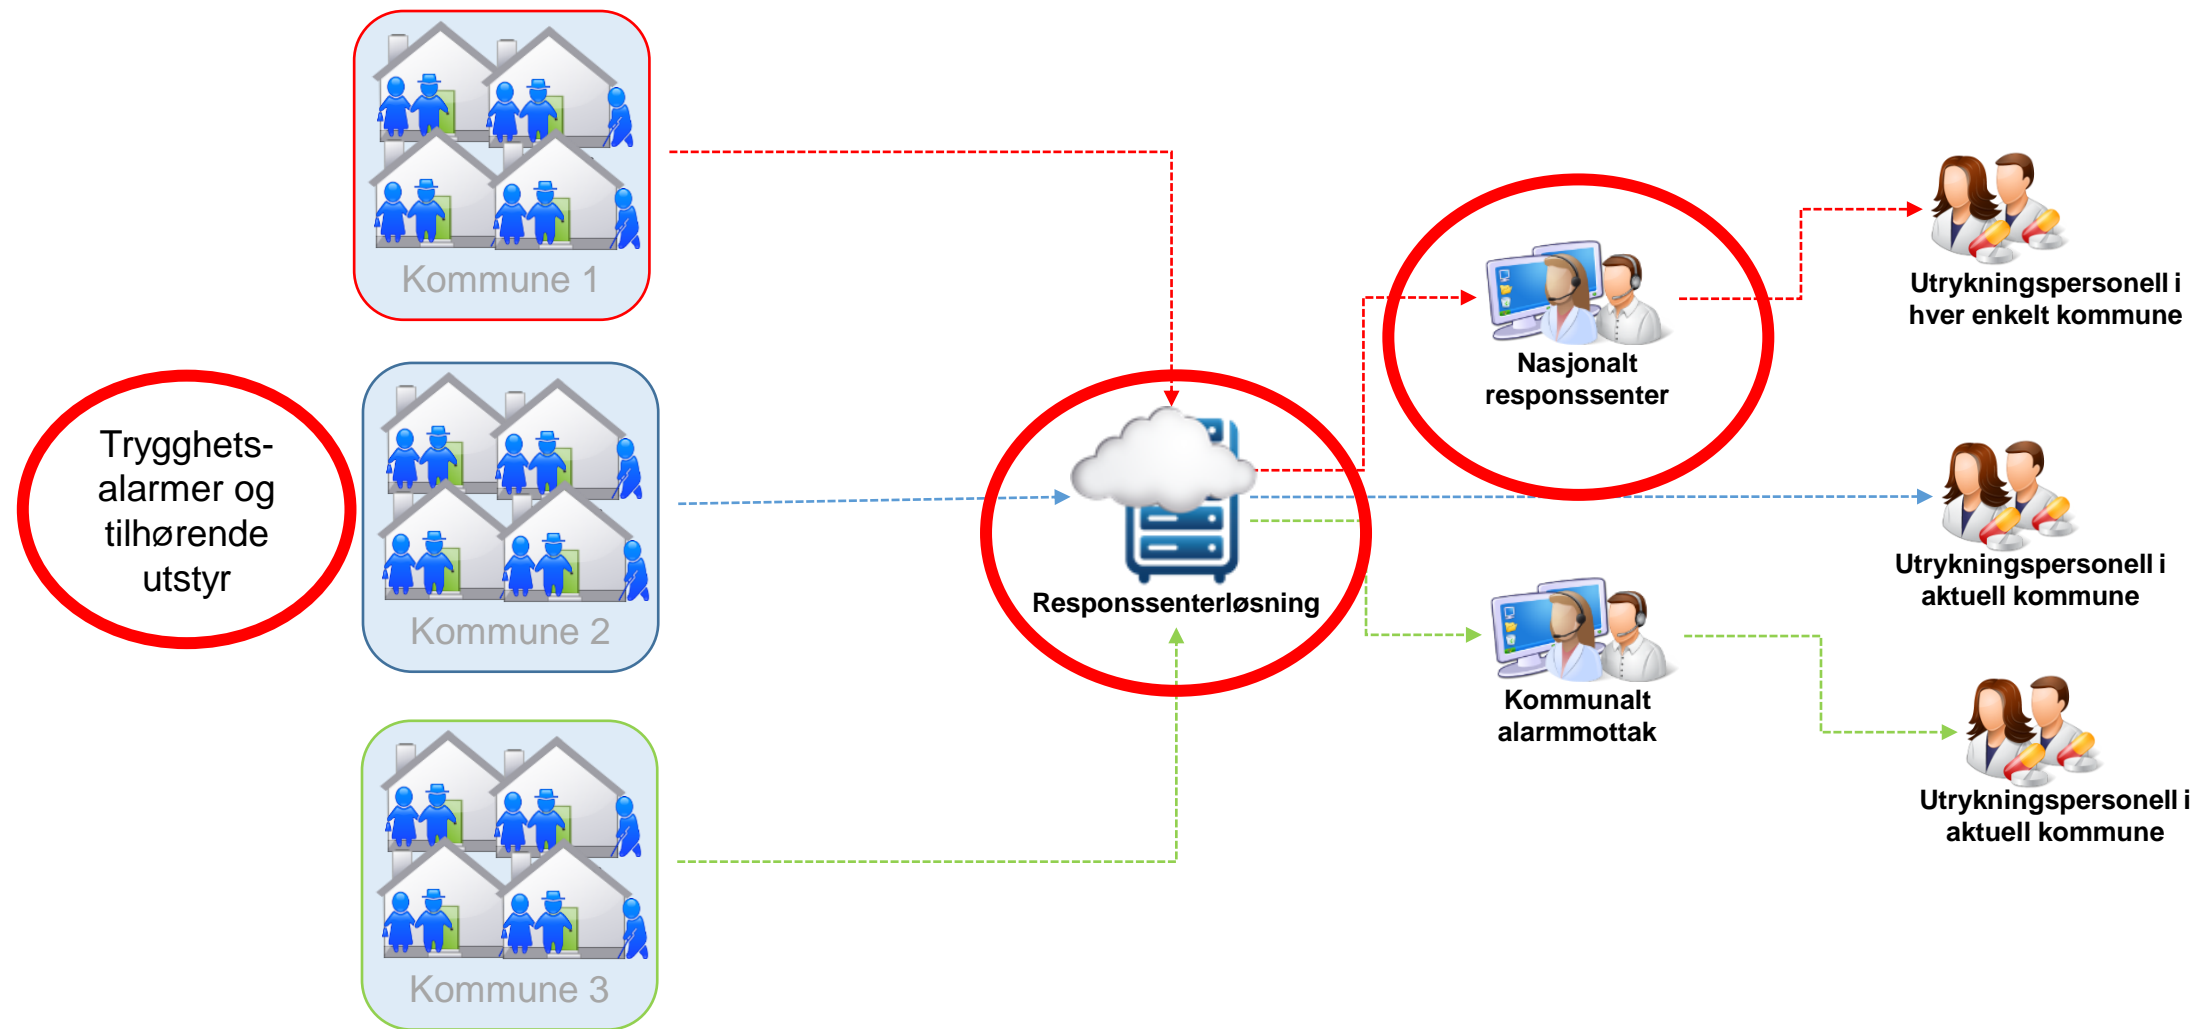 Trygghets-
alarmer og
tilhørende
utstyr
Kommune 1
Kommune 2
Kommune 3
Responssenterløsning
Nasjonalt
responssenter
Kommunalt
alarmmottak
Utrykningspersonell i
hver enkelt kommune
Utrykningspersonell i
aktuell kommune
Utrykningspersonell i
aktuell kommune